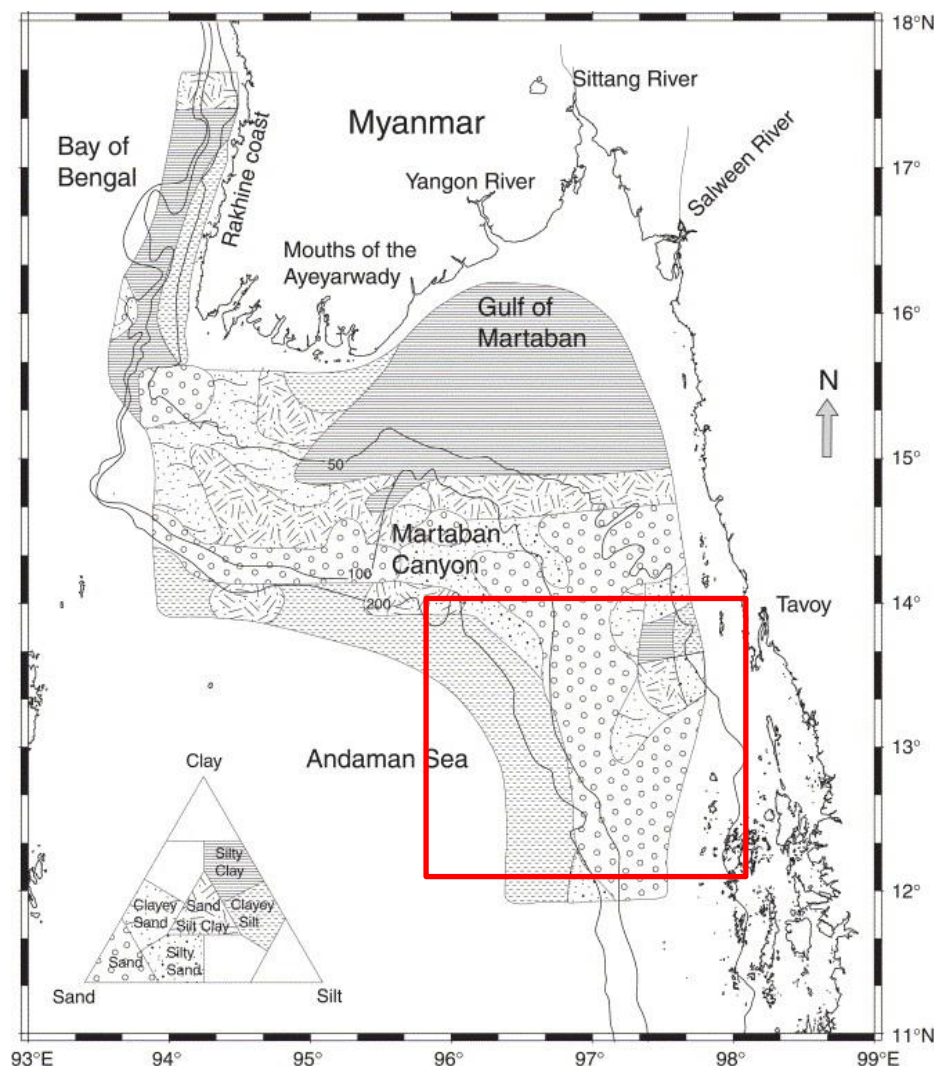 18°N
Sittang River
Myanmar
Salween River
Bay of
Bengal
Rakhine coast
17°
Yangon River
Mouths of the
Ayeyarwady
Gulf of
Martaban
16°
N
15°
50
Martaban
Canyon
100
200
14°
Tavoy
Andaman Sea
13°
Clay
Silty
Clay
Clayey
Sand
Sand
Silt Clay
Clayey
Silt
Sand
Silty
Sand
12°
Sand
Silt
11°N
93°E
94°
95°
96°
97°
98°
99°E